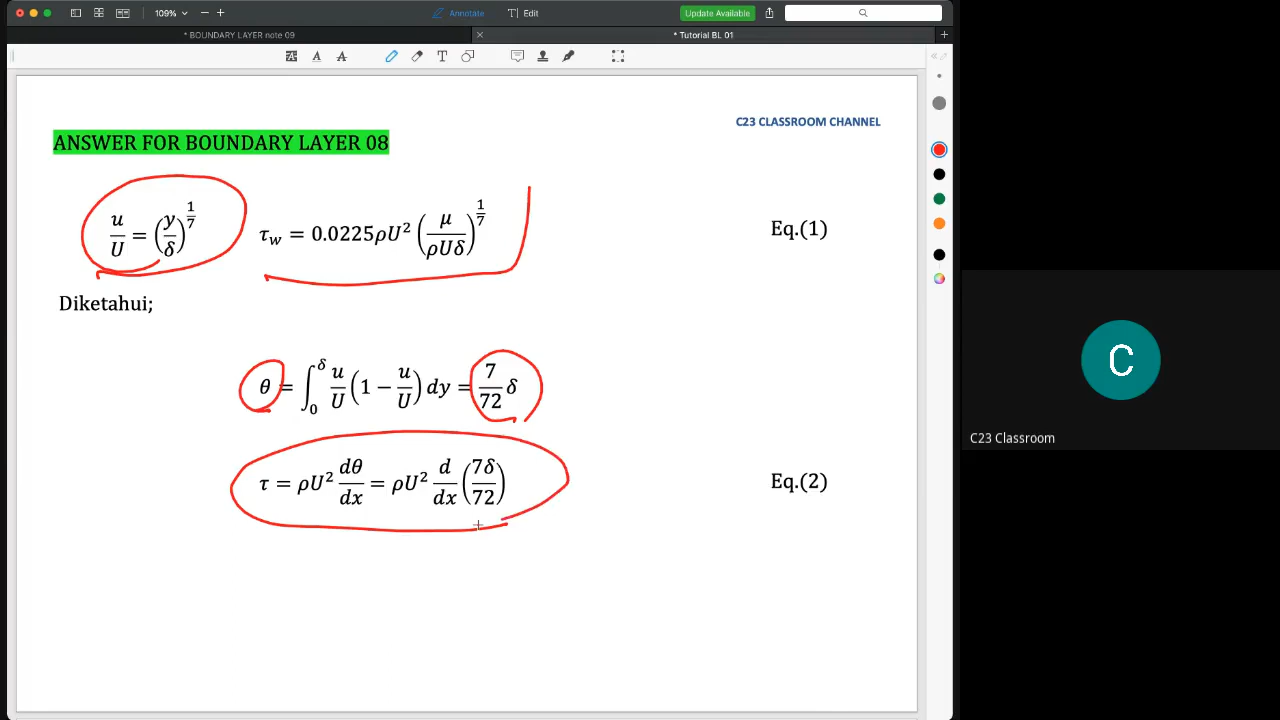 109%
Annotate
Edit
Update Available
* BOUNDARY LAYER note 09
* Tutorial BL 01
C23 CLASSROOM CHANNEL
ANSWER FOR BOUNDARY LAYER 08
u/U = (y/δ)^(1/7) τ_w = 0.0225ρU² (μ/ρUδ)^(1/7) Eq.(1)
Diketahui;
θ = ∫₀^δ u/U (1 − u/U) dy = 7/72 δ
τ = ρU² dθ/dx = ρU² d/dx (7δ/72) Eq.(2)
C
C23 Classroom